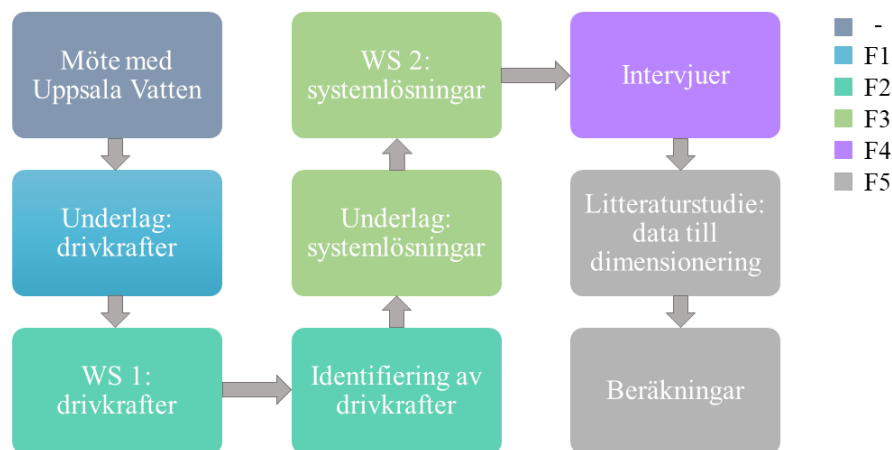 Möte med
Uppsala Vatten
Underlag:
drivkrafter
WS 1:
drivkrafter
Identifiering av
drivkrafter
Underlag:
systemlösningar
WS 2:
systemlösningar
Intervjuer
Litteraturstudie:
data till
dimensionering
Beräkningar
-
F1
F2
F3
F4
F5